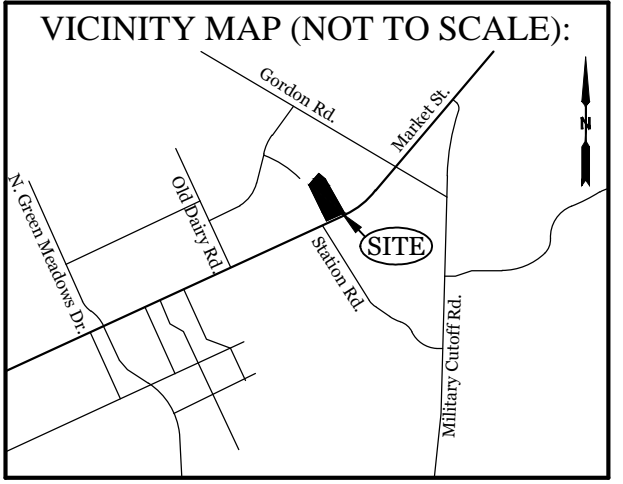 VICINITY MAP (NOT TO SCALE):
Gordon Rd.
Market St.
N
N. Green Meadows Dr.
Old Dairy Rd.
SITE
Station Rd.
Military Cutoff Rd.